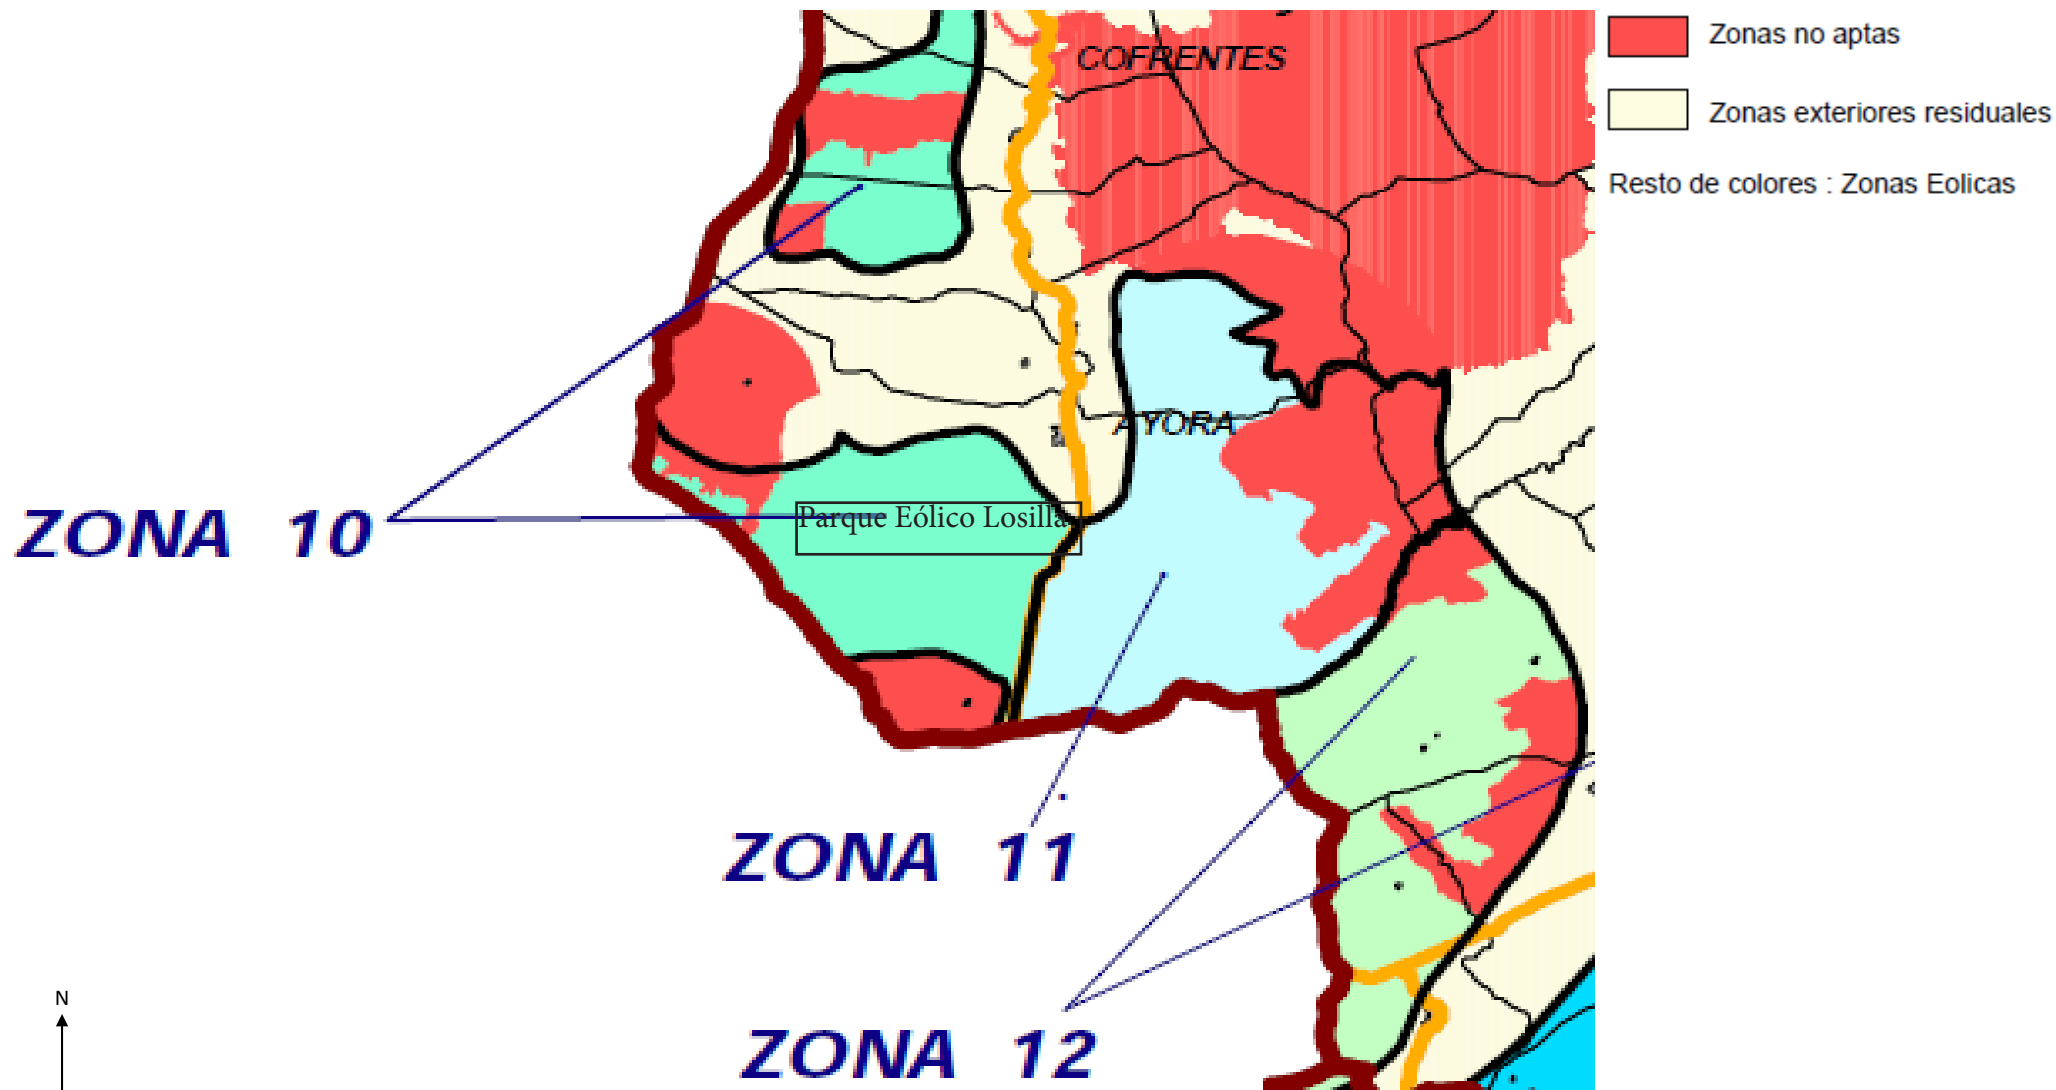 COFRENTES
Zonas no aptas
Zonas exteriores residuales
Resto de colores : Zonas Eolicas
AYORA
ZONA 10
Parque Eólico Losilla
ZONA 11
ZONA 12
N